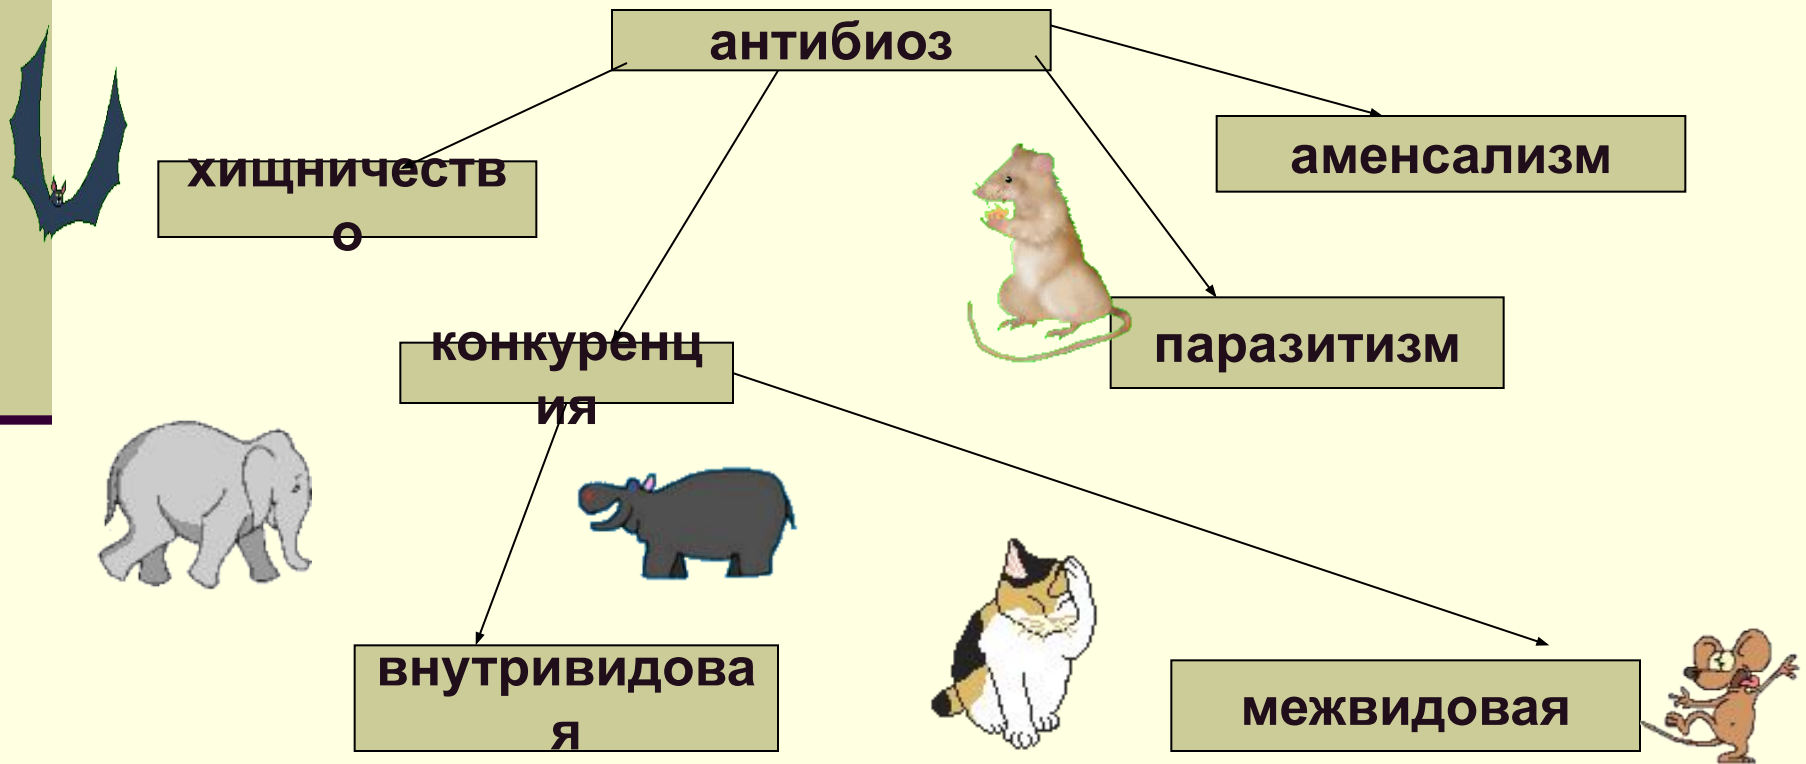 антибиоз
аменсализм
хищничеств
о
паразитизм
конкуренц
ия
внутривидова
я
межвидовая